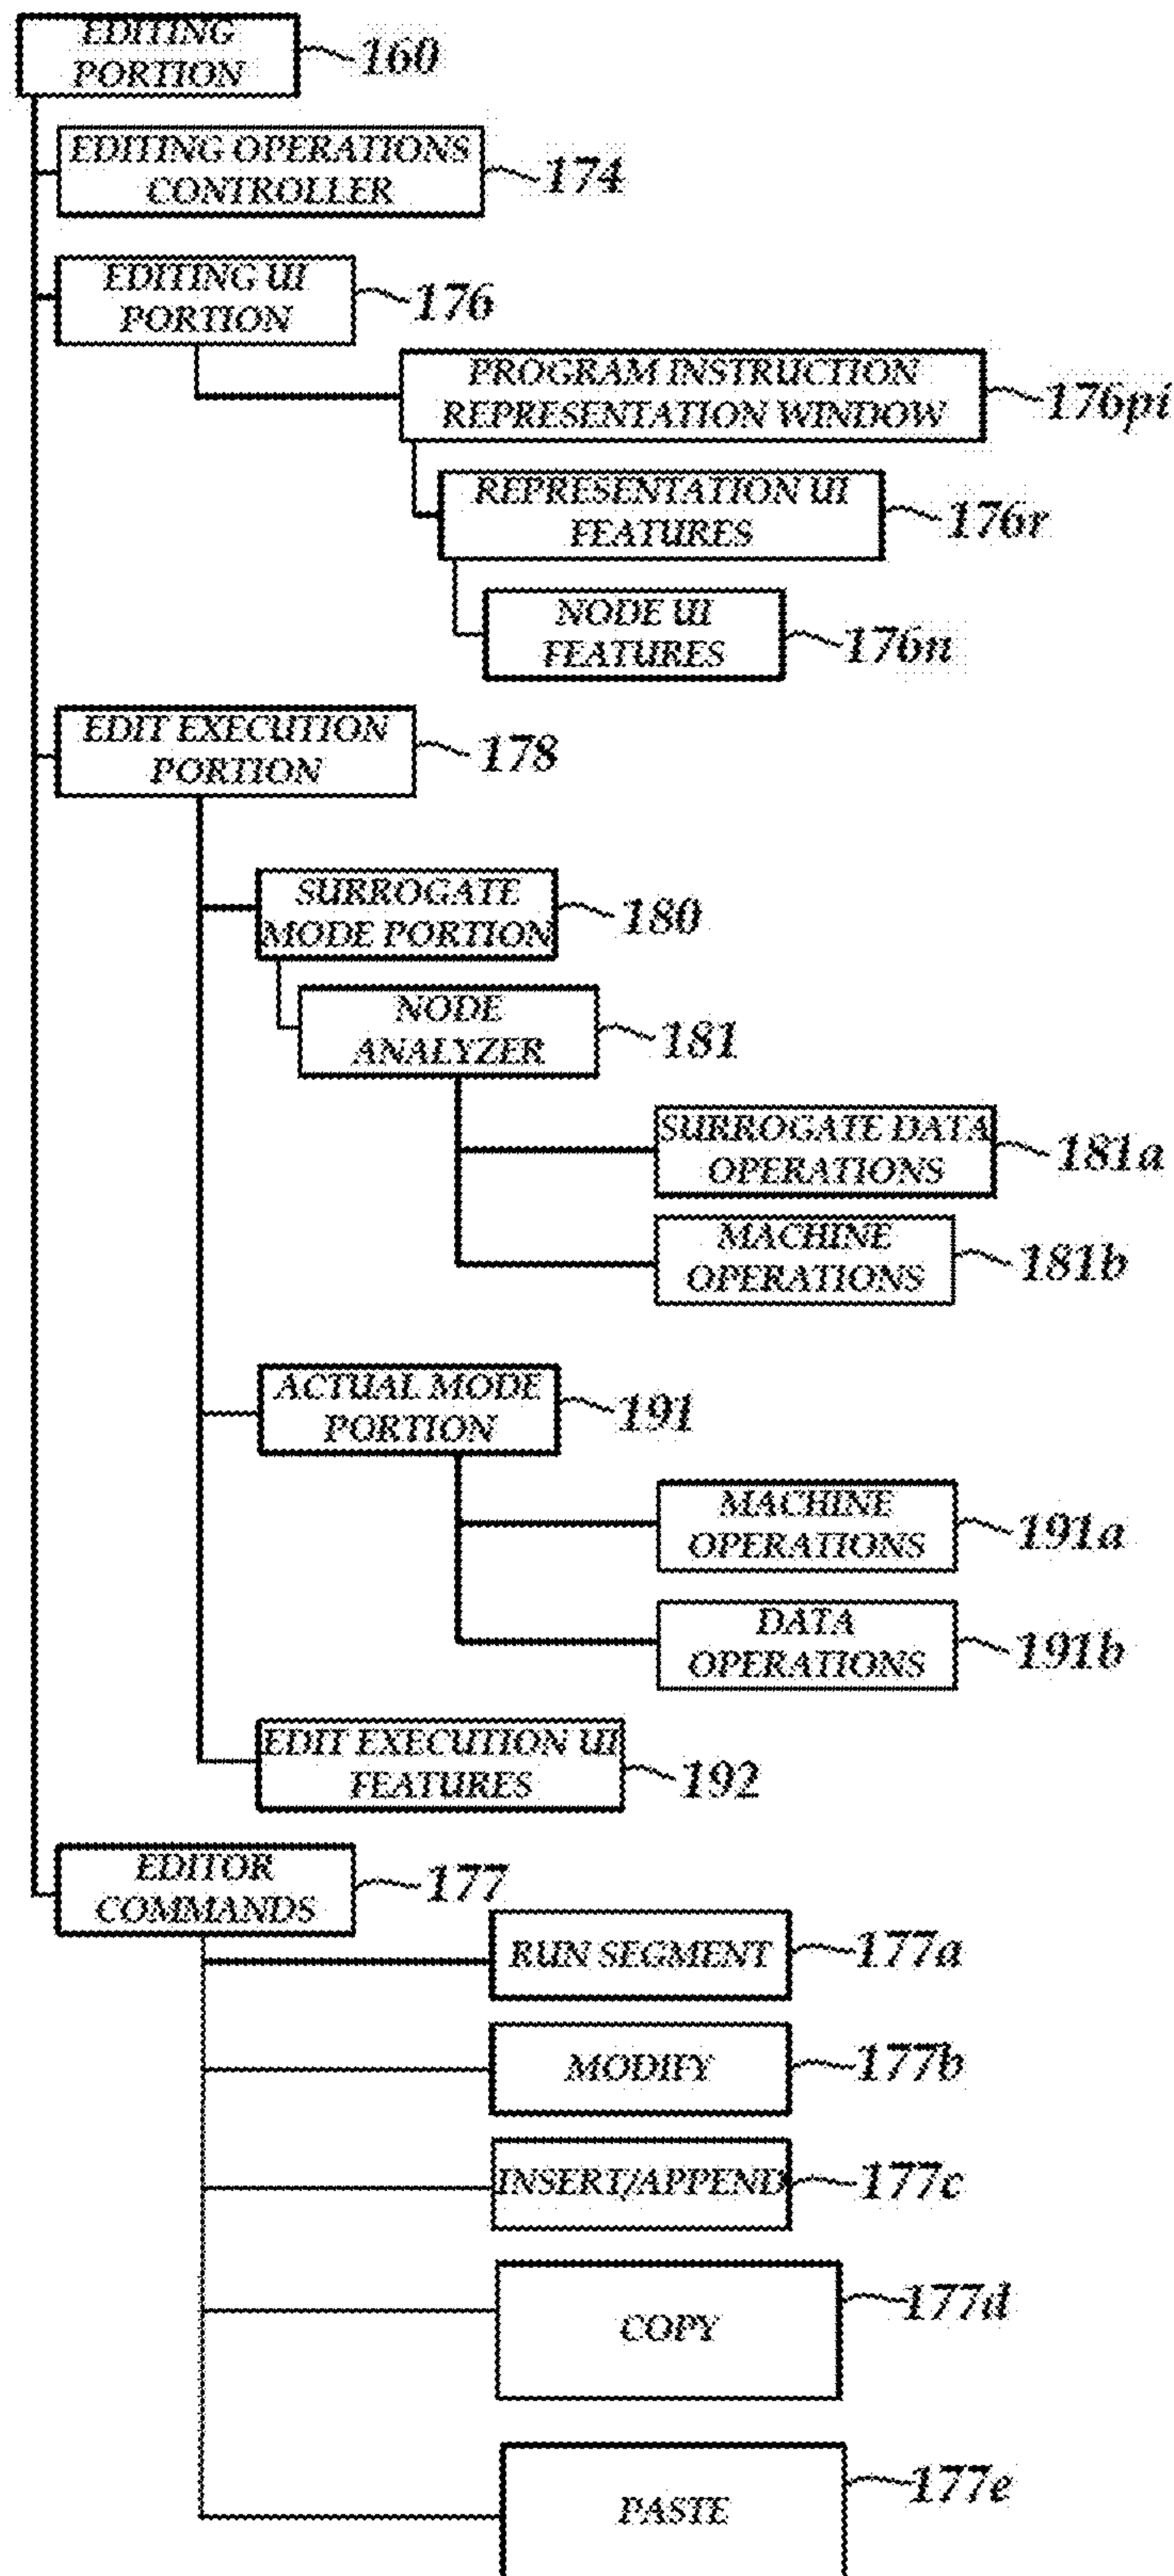 EDITING
PORTION
160
EDITING OPERATIONS
CONTROLLER
174
EDITING UI
PORTION
176
PROGRAM INSTRUCTION
REPRESENTATION WINDOW
176pi
REPRESENTATION UI
FEATURES
176r
NODE UI
FEATURES
176n
EDIT EXECUTION
PORTION
178
SURROGATE
MODE PORTION
180
NODE
ANALYZER
181
SURROGATE DATA
OPERATIONS
181a
MACHINE
OPERATIONS
181b
ACTUAL MODE
PORTION
191
MACHINE
OPERATIONS
191a
DATA
OPERATIONS
191b
EDIT EXECUTION UI
FEATURES
192
EDITOR
COMMANDS
177
RUN SEGMENT
177a
MODIFY
177b
INSERT/APPEND
177c
COPY
177d
PASTE
177e